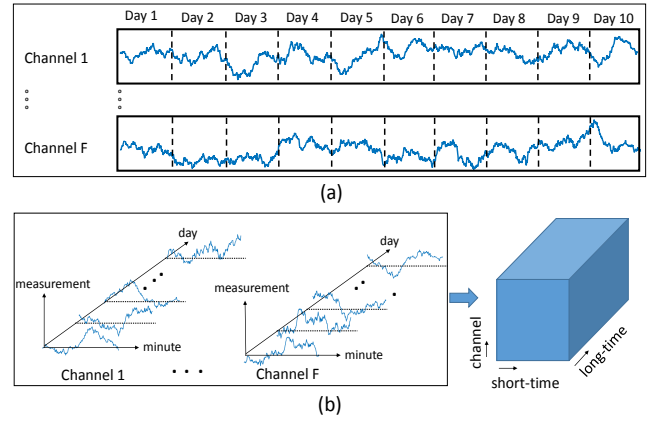 Day 1 Day 2 Day 3 Day 4 Day 5 Day 6 Day 7 Day 8 Day 9 Day 10
Channel 1
Channel F
(a)
day
day
measurement
measurement
minute
minute
Channel 1
Channel F
channel
short-time
long-time
(b)